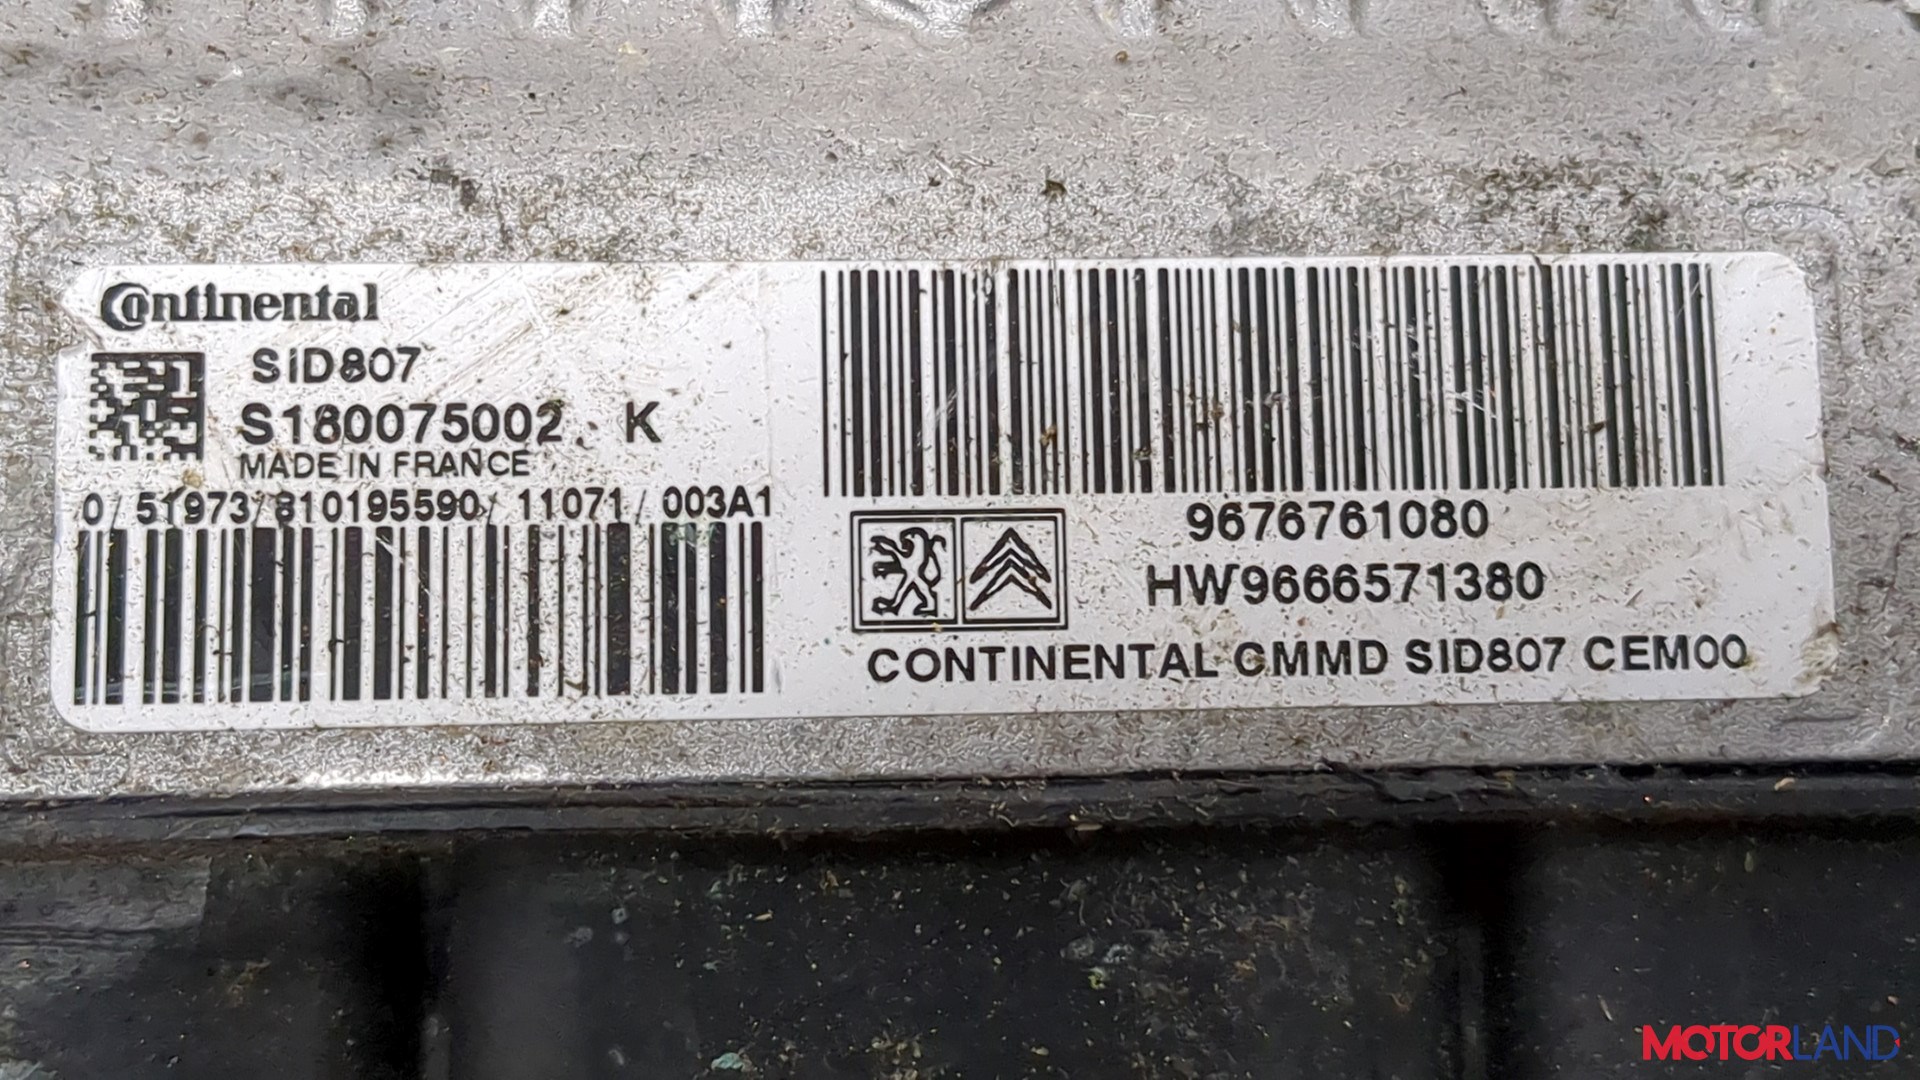 Continental
SID807
S180075002 K
MADE IN FRANCE
0/51973/810195590/11071/003A1
9676761080
HW9666571380
CONTINENTAL CMMD SID807 CEM00
MOTORLAND